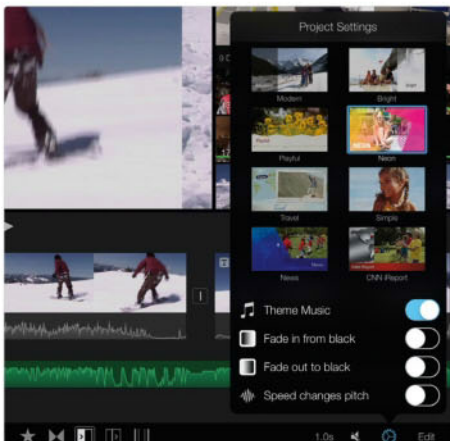 Project Settings
Modern
Bright
Playful
Neon
NEON
Travel
Simple
News
CNN iReport
Theme Music
Fade in from black
Fade out to black
Speed changes pitch
1.0s
Edit